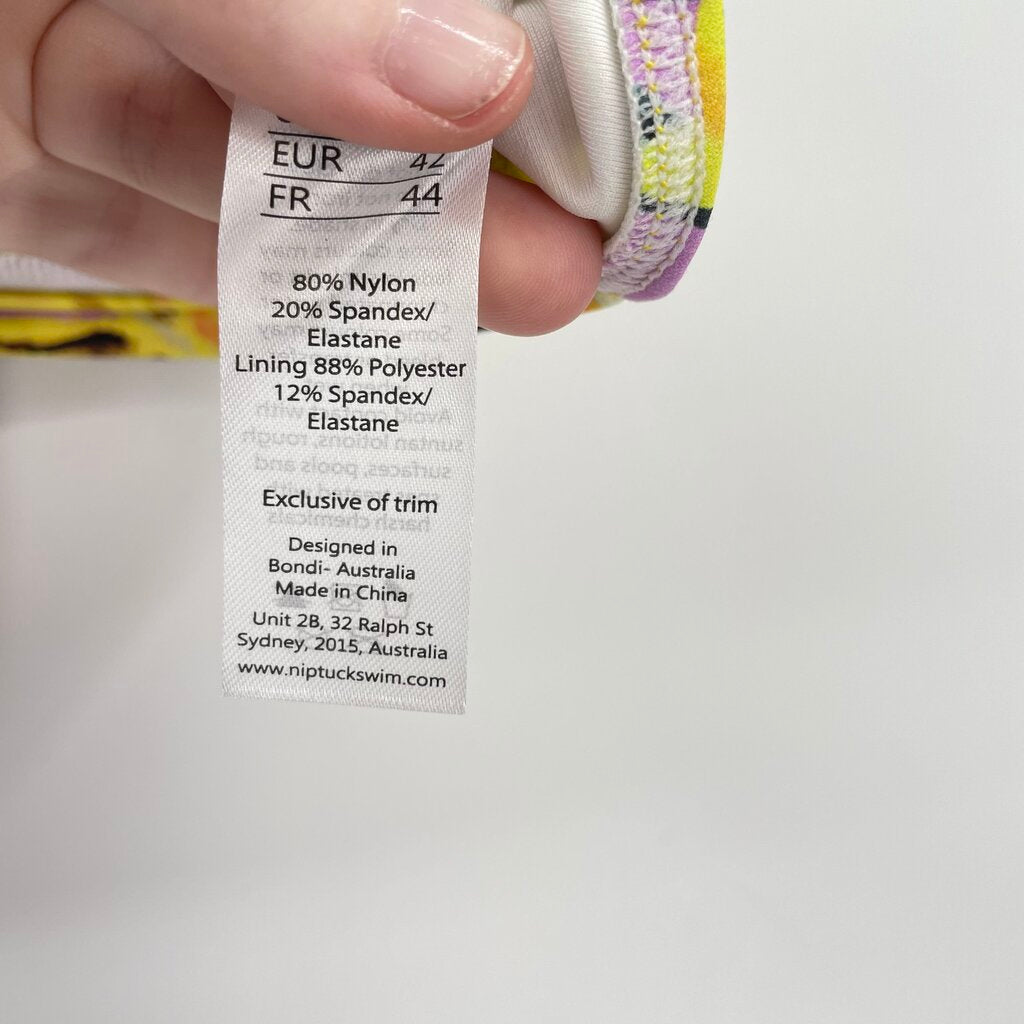 EUR 42
FR 44
80% Nylon
20% Spandex/
Elastane
Lining 88% Polyester
12% Spandex/
Elastane
Exclusive of trim
Designed in
Bondi- Australia
Made in China
Unit 2B, 32 Ralph St
Sydney, 2015, Australia
www.niptuckswim.com